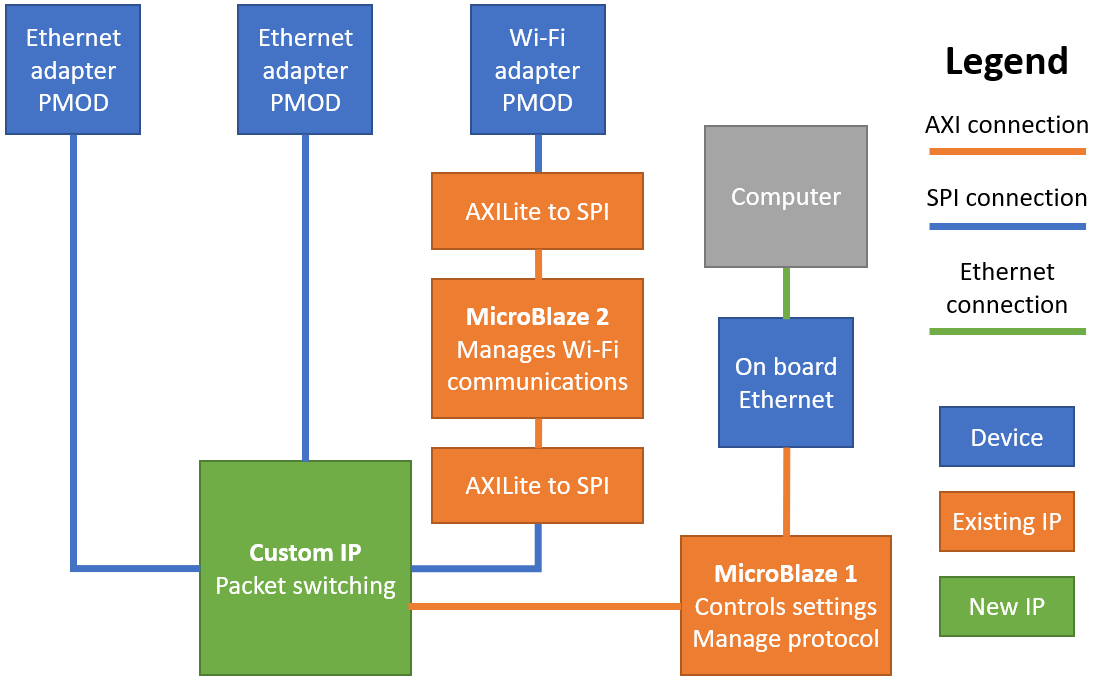 Ethernet
adapter
PMOD
Ethernet
adapter
PMOD
Wi-Fi
adapter
PMOD
Legend
AXI connection
SPI connection
Ethernet
connection
Computer
AXILite to SPI
MicroBlaze 2
Manages Wi-Fi
communications
On board
Ethernet
AXILite to SPI
Device
Existing IP
New IP
Custom IP
Packet switching
MicroBlaze 1
Controls settings
Manage protocol